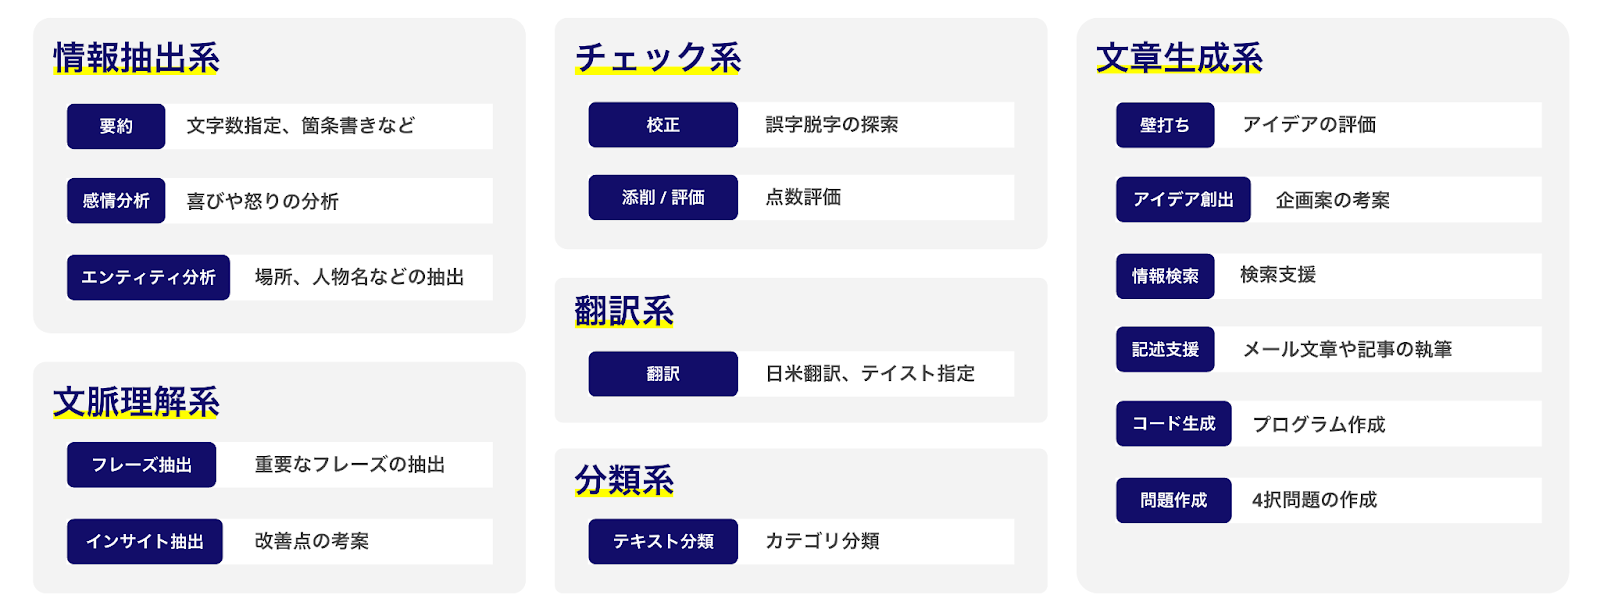 情報抽出系
要約 文字数指定、箇条書きなど
感情分析 喜びや怒りの分析
エンティティ分析 場所、人物名などの抽出
文脈理解系
フレーズ抽出 重要なフレーズの抽出
インサイト抽出 改善点の考案
チェック系
校正 誤字脱字の探索
添削 / 評価 点数評価
翻訳系
翻訳 日米翻訳、テイスト指定
分類系
テキスト分類 カテゴリ分類
文章生成系
壁打ち アイデアの評価
アイデア創出 企画案の考案
情報検索 検索支援
記述支援 メール文章や記事の執筆
コード生成 プログラム作成
問題作成 4択問題の作成